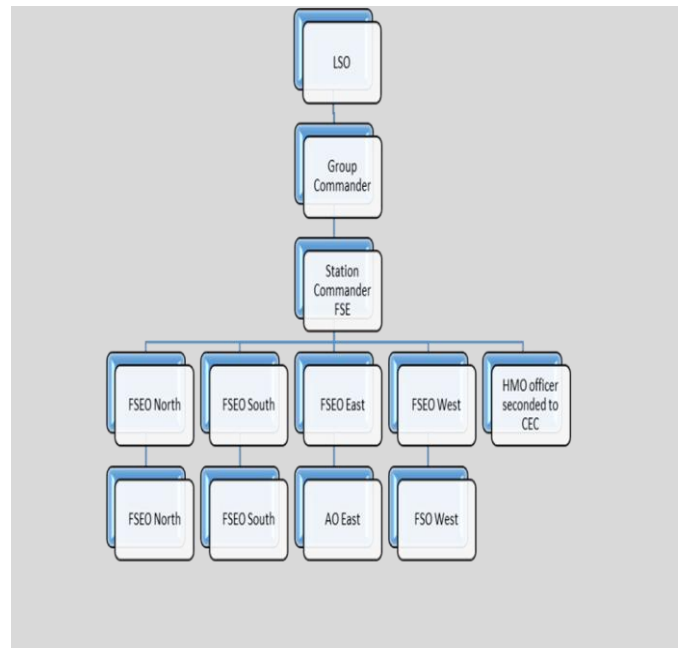 LSO
Group
Commander
Station
Commander
FSE
FSEO North
FSEO South
FSEO East
FSEO West
HMO officer
seconded to
CEC
FSEO North
FSEO South
AO East
FSO West